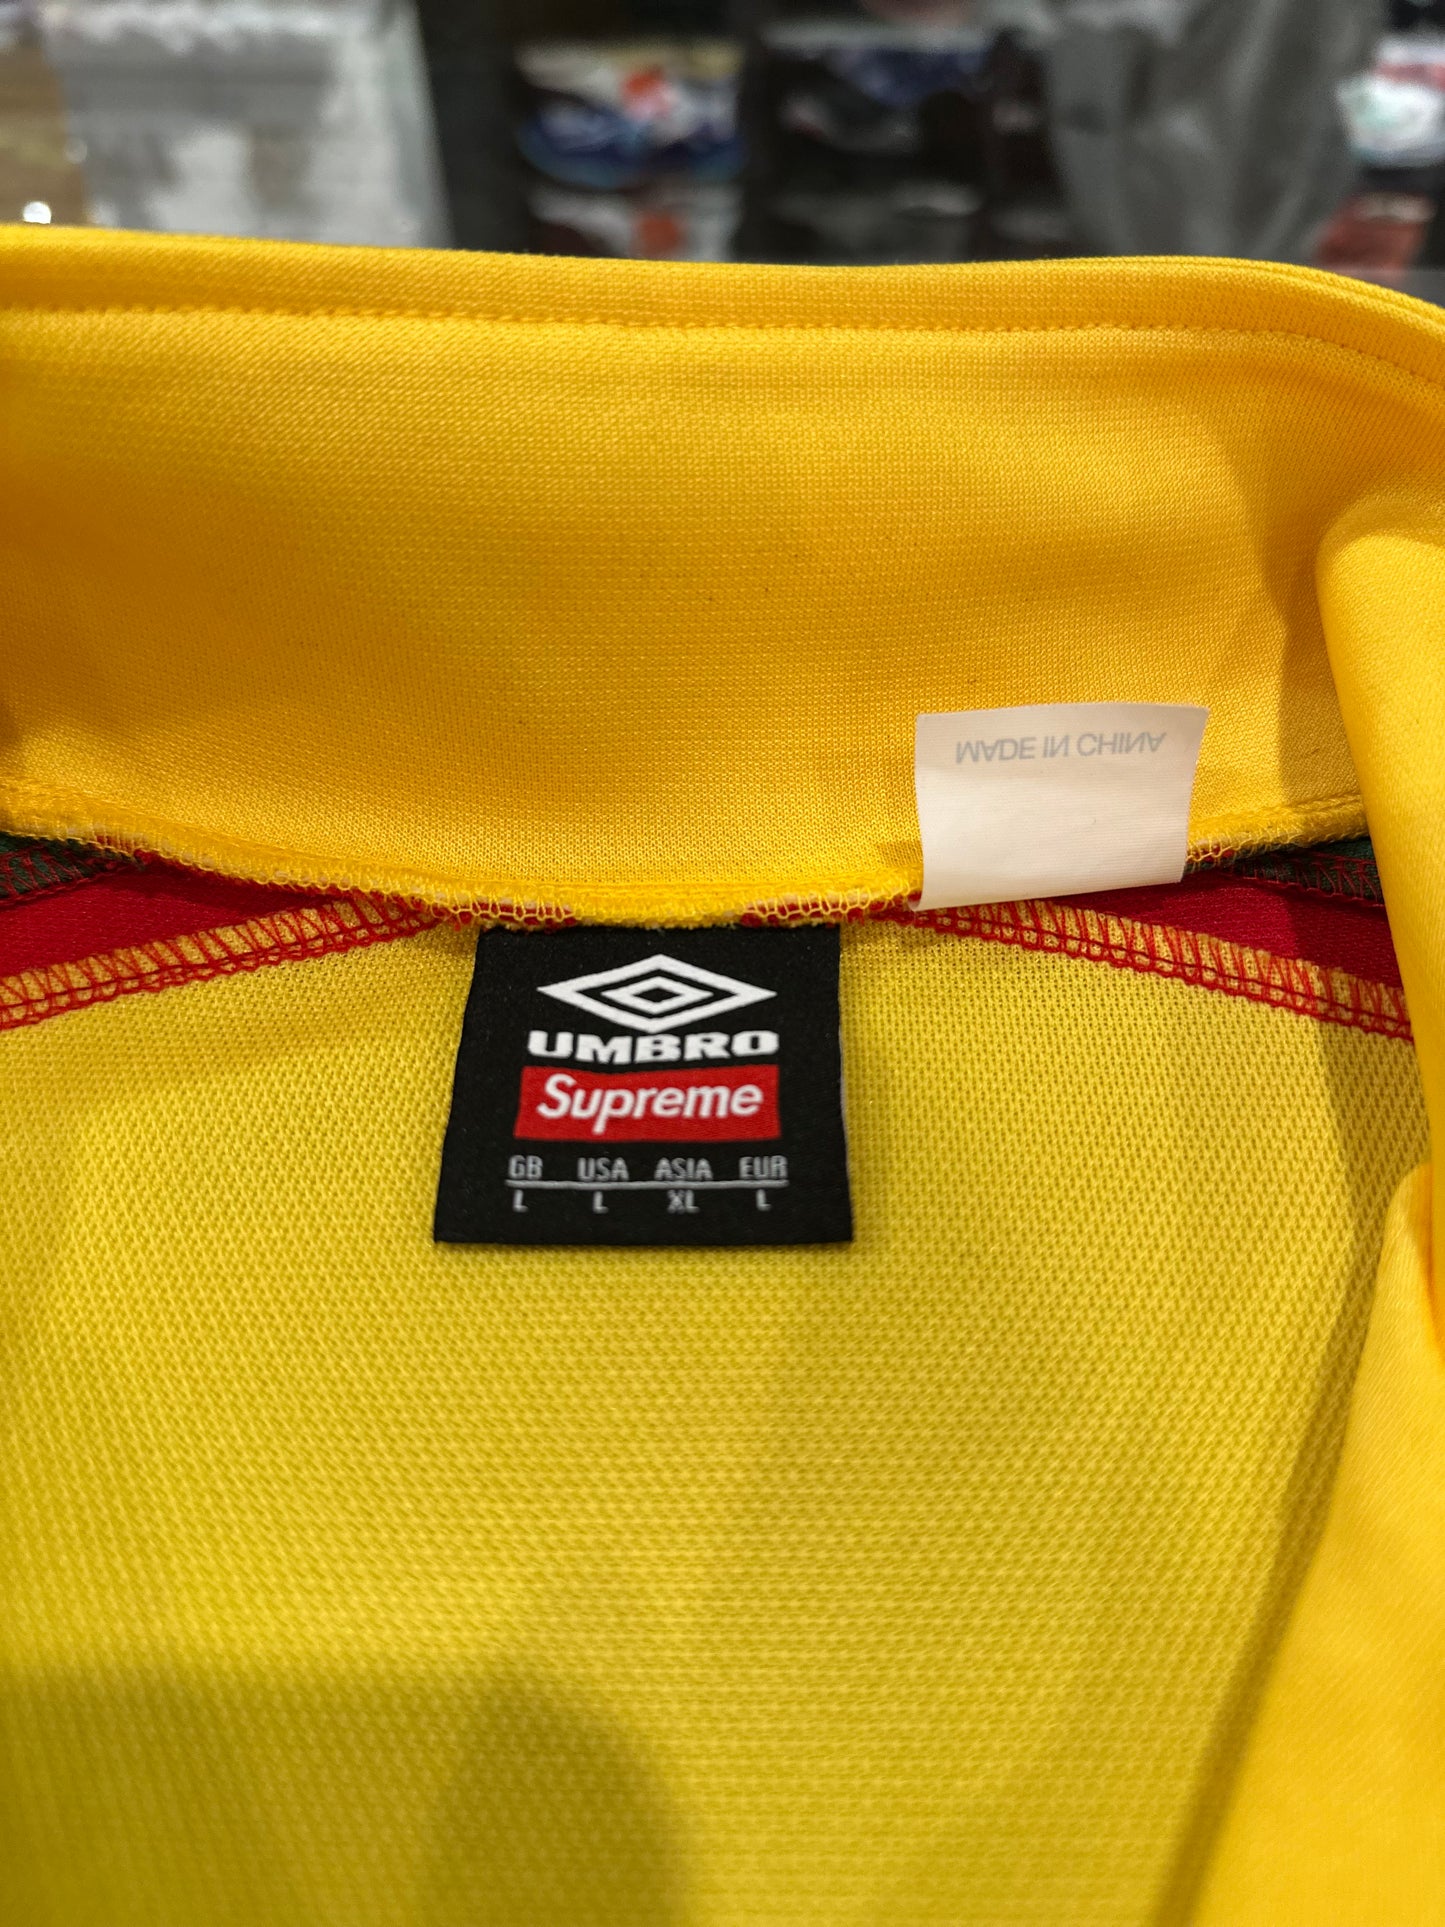 MADE IN CHINA
UMBRO
Supreme
GB USA ASIA EUR
L L XL L